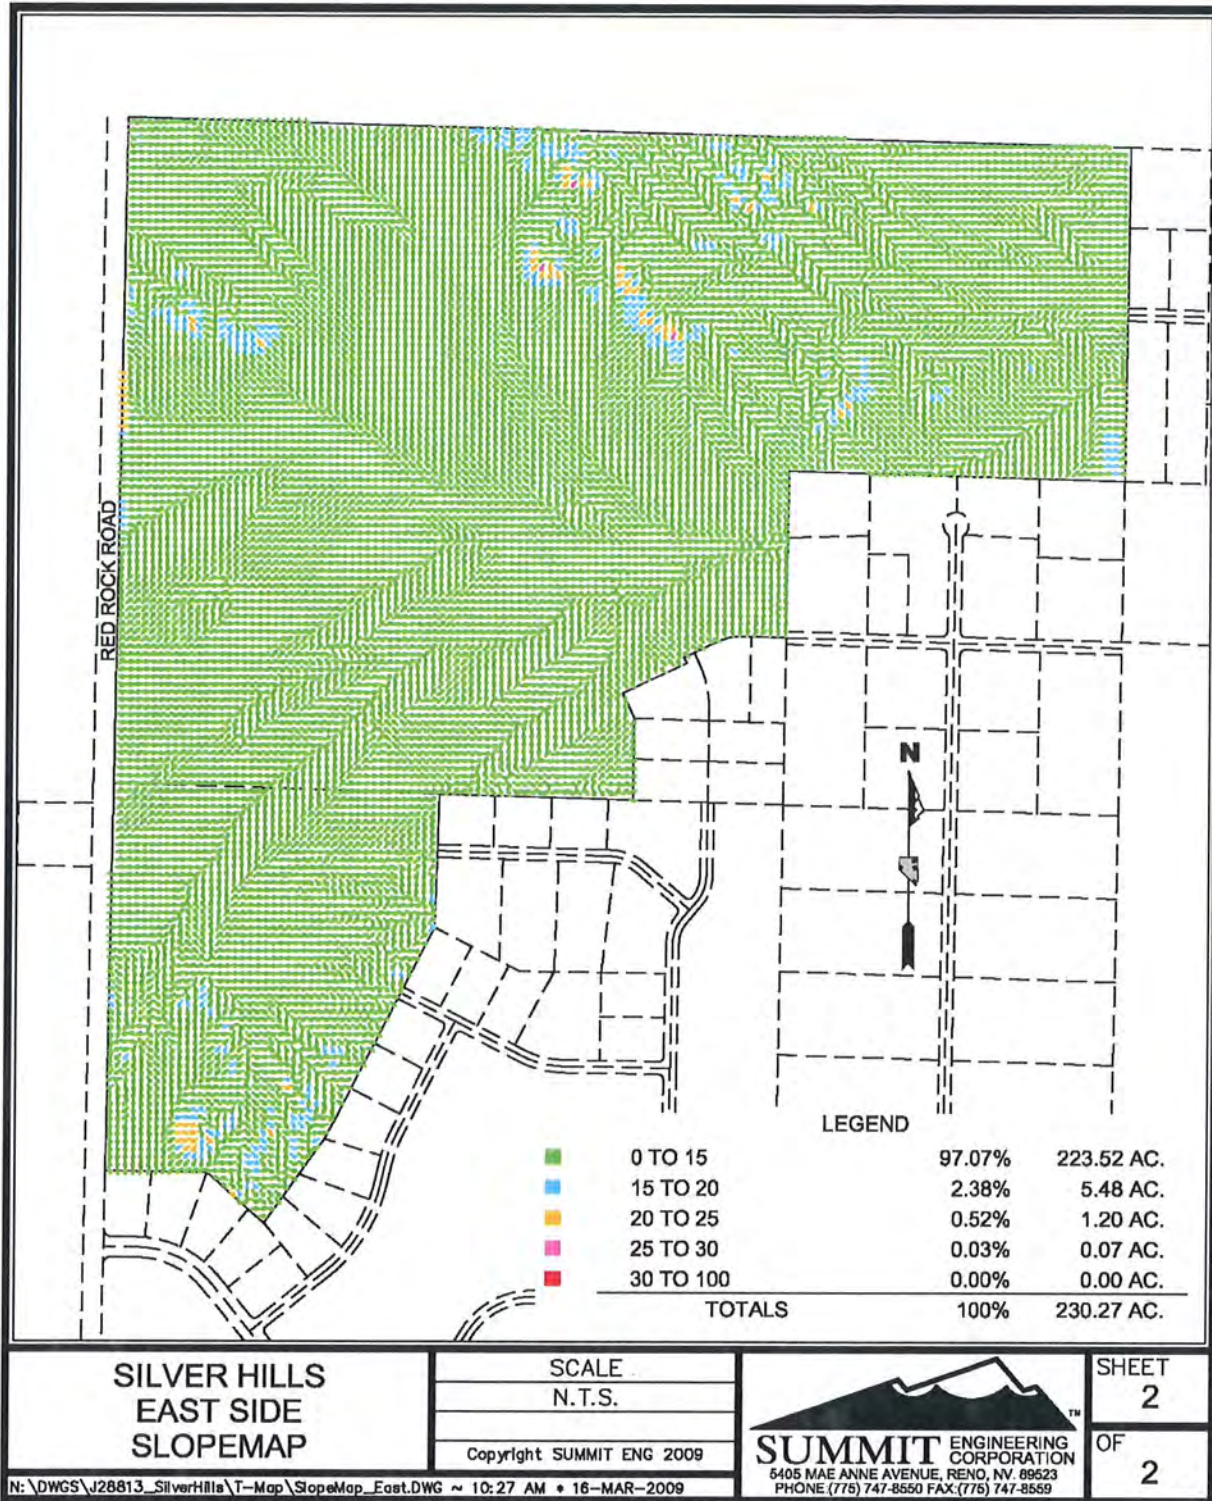 RED ROCK ROAD
N
LEGEND
0 TO 15 97.07% 223.52 AC.
15 TO 20 2.38% 5.48 AC.
20 TO 25 0.52% 1.20 AC.
25 TO 30 0.03% 0.07 AC.
30 TO 100 0.00% 0.00 AC.
TOTALS 100% 230.27 AC.
SILVER HILLS
EAST SIDE
SLOPEMAP
SCALE
N.T.S.
Copyright SUMMIT ENG 2009
TM
SUMMIT ENGINEERING
CORPORATION
5405 MAE ANNE AVENUE, RENO, NV. 89523
PHONE:(775) 747-8550 FAX:(775) 747-8559
SHEET
2
OF
2
N:\DWGS\J28813_SilverHills\T-Map\SlopeMap_East.DWG ~ 10:27 AM * 16-MAR-2009